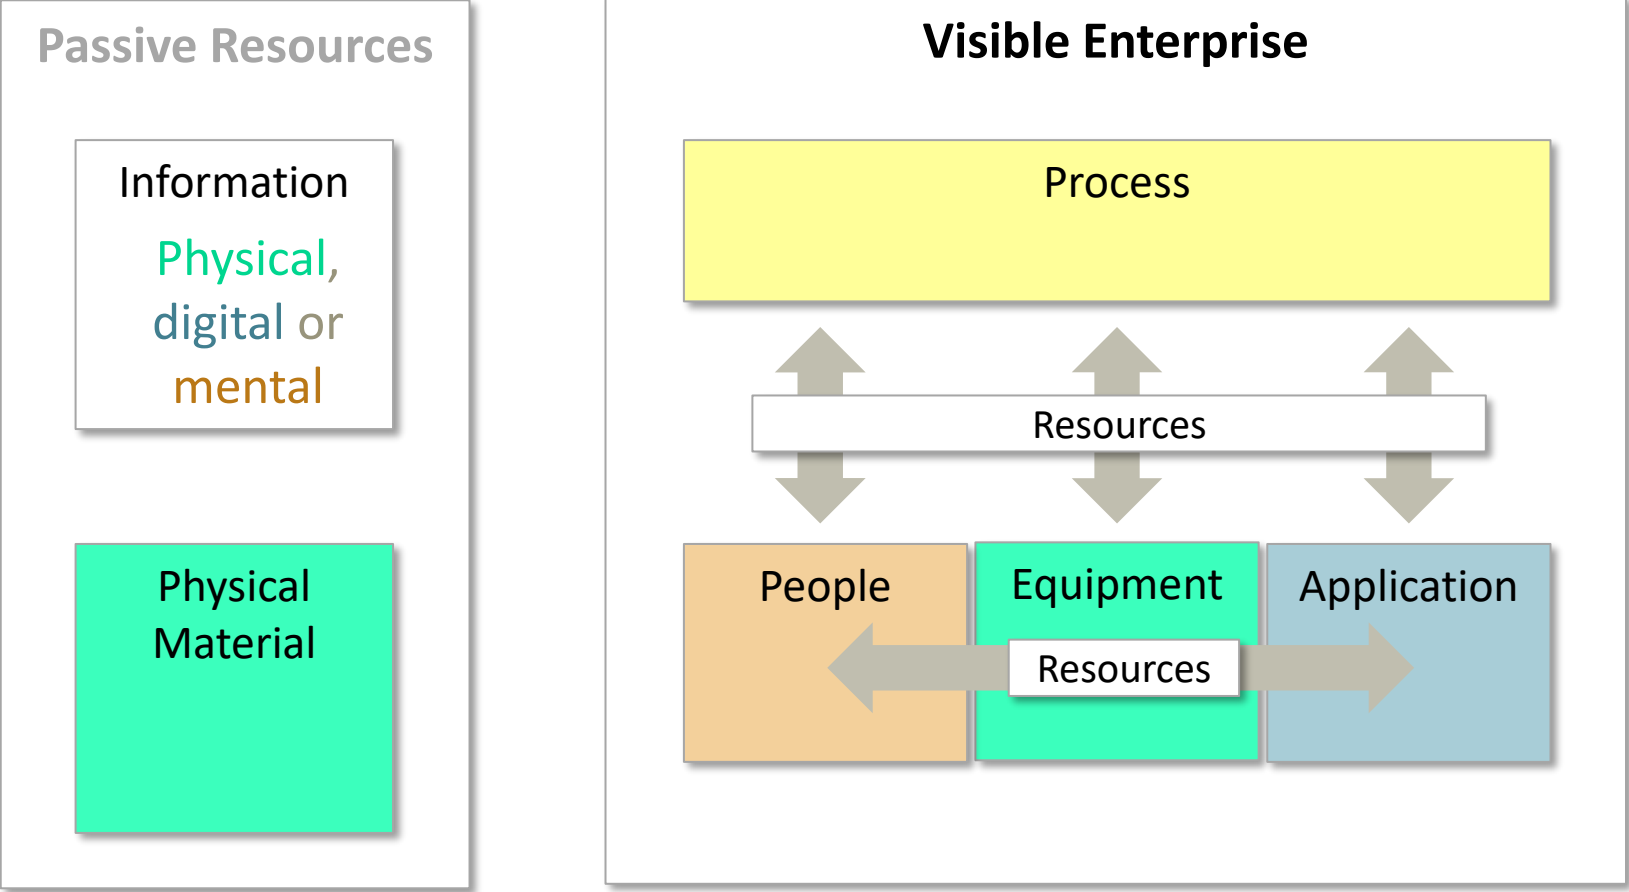 Passive Resources
Information
Physical,
digital or
mental
Physical
Material
Visible Enterprise
Process
Resources
People
Equipment
Application
Resources